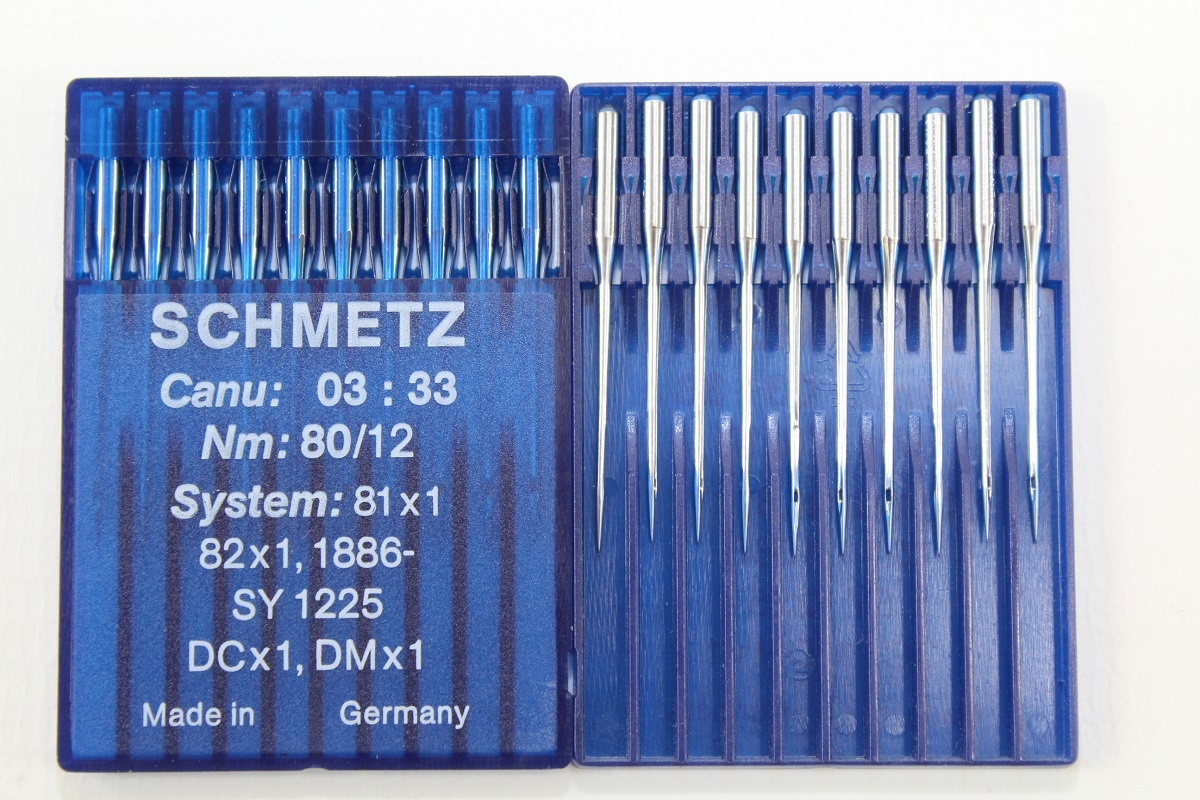 SCHMETZ
Canu: 03 : 33
Nm: 80/12
System: 81x1
82x1, 1886-
SY 1225
DCx1, DMx1
Made in Germany